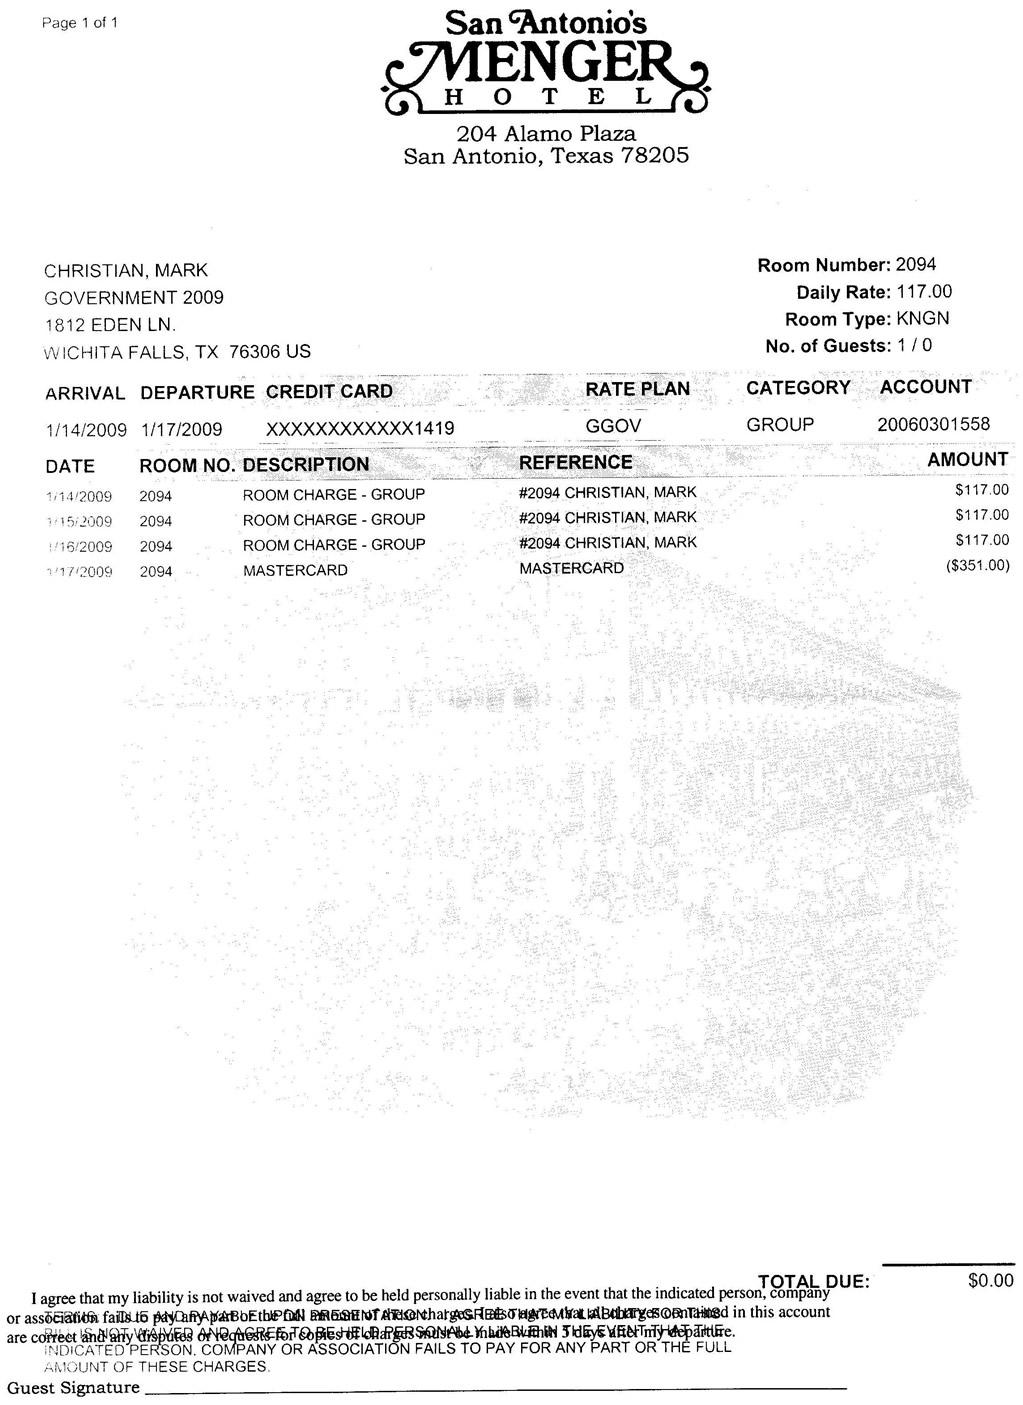 Page 1 of 1
San Antonio's
MENGER
HOTEL
204 Alamo Plaza
San Antonio, Texas 78205
CHRISTIAN, MARK
GOVERNMENT 2009
1812 EDEN LN.
WICHITA FALLS, TX 76306 US
Room Number: 2094
Daily Rate: 117.00
Room Type: KNGN
No. of Guests: 1 / 0
ARRIVAL DEPARTURE CREDIT CARD RATE PLAN CATEGORY ACCOUNT
1/14/2009 1/17/2009 XXXXXXXXXXXX1419 GGOV GROUP 20060301558
DATE ROOM NO. DESCRIPTION REFERENCE AMOUNT
1/14/2009 2094 ROOM CHARGE - GROUP #2094 CHRISTIAN, MARK $117.00
1/15/2009 2094 ROOM CHARGE - GROUP #2094 CHRISTIAN, MARK $117.00
1/16/2009 2094 ROOM CHARGE - GROUP #2094 CHRISTIAN, MARK $117.00
1/17/2009 2094 MASTERCARD MASTERCARD ($351.00)
TOTAL DUE: $0.00
I agree that my liability is not waived and agree to be held personally liable in the event that the indicated person, company
or association fails to pay any part or the full amount of these charges. I also agree that all charges contained in this account
are correct and any disputes or requests for copies of charges must be made within 5 days after my departure.
TERMS: DUE AND PAYABLE UPON PRESENTATION. I AGREE THAT MY LIABILITY FOR THIS
BILL IS NOT WAIVED AND AGREE TO BE HELD PERSONALLY LIABLE IN THE EVENT THAT THE
INDICATED PERSON, COMPANY OR ASSOCIATION FAILS TO PAY FOR ANY PART OR THE FULL
AMOUNT OF THESE CHARGES.
Guest Signature